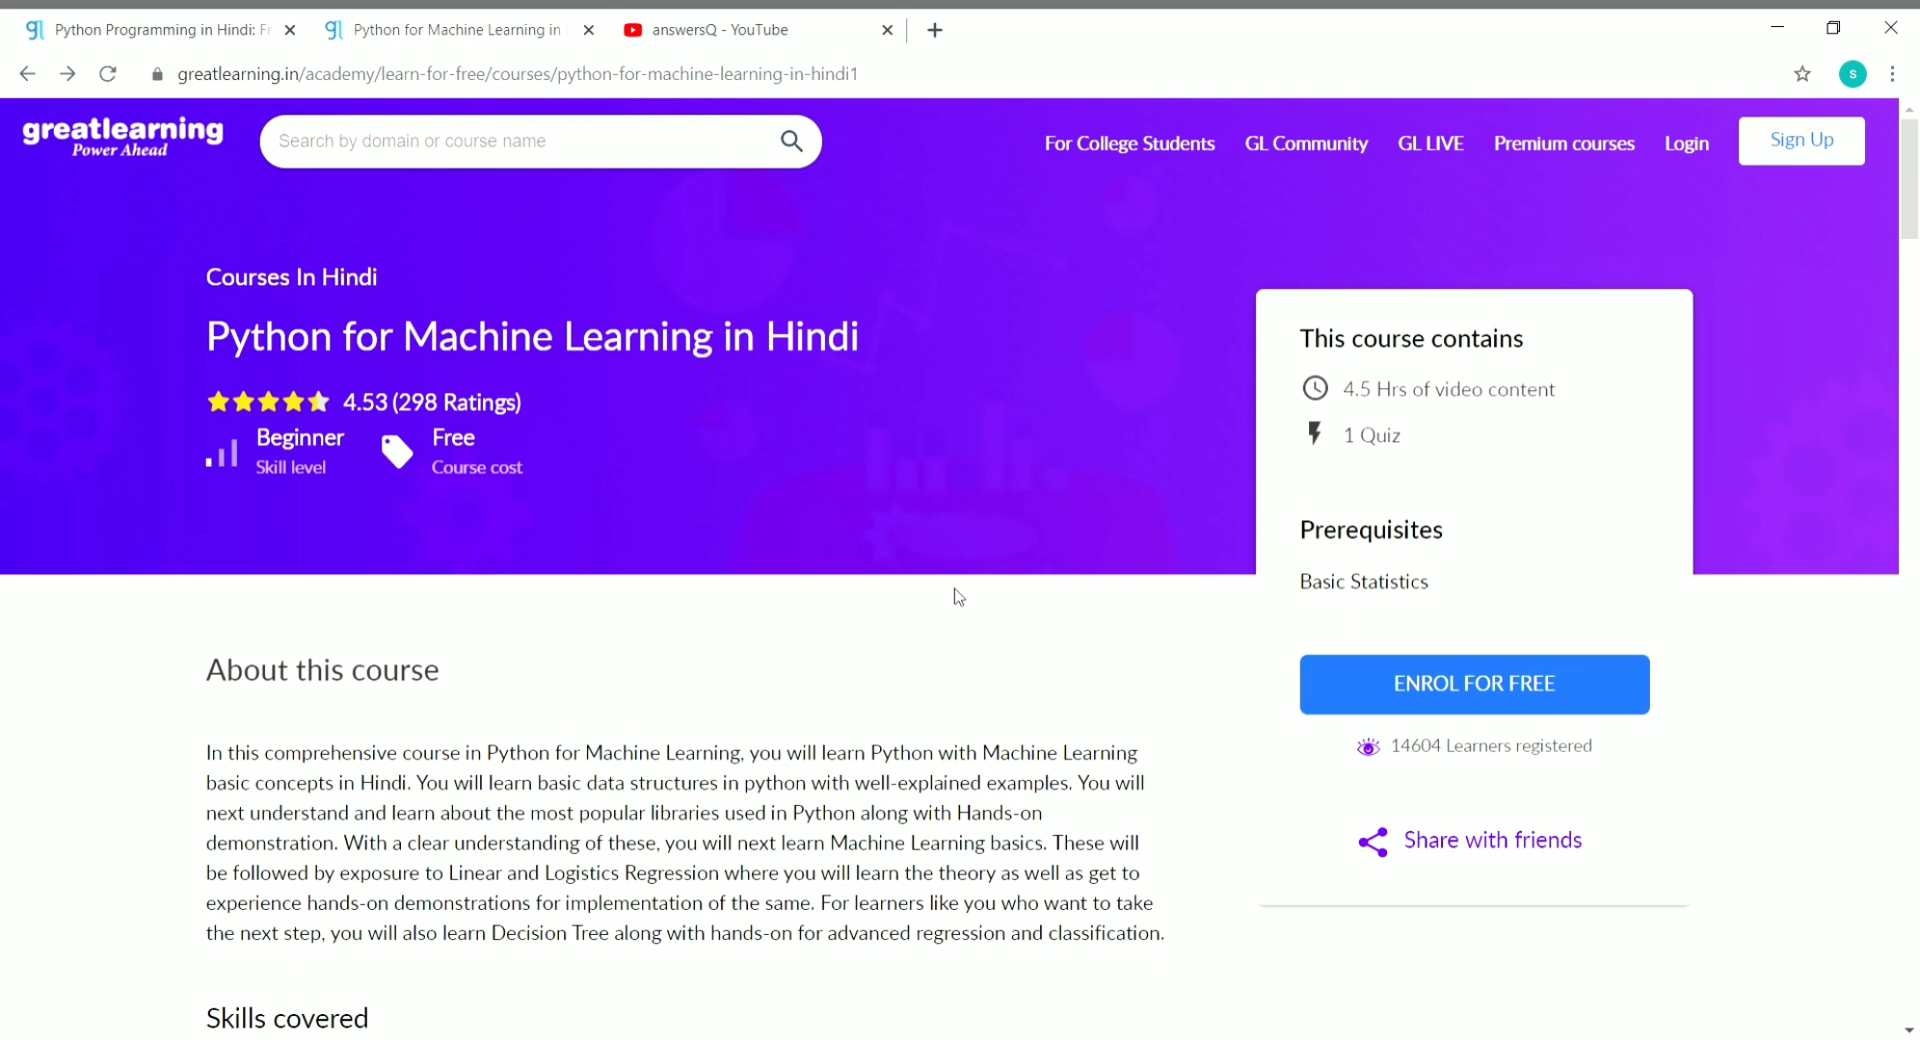 Python Programming in Hindi: Fr
Python for Machine Learning in
answersQ - YouTube
greatlearning.in/academy/learn-for-free/courses/python-for-machine-learning-in-hindi1
S
greatlearning
Power Ahead
Search by domain or course name
For College Students
GL Community
GL LIVE
Premium courses
Login
Sign Up
Courses In Hindi
Python for Machine Learning in Hindi
4.53 (298 Ratings)
Beginner
Skill level
Free
Course cost
This course contains
4.5 Hrs of video content
1 Quiz
Prerequisites
Basic Statistics
ENROL FOR FREE
14604 Learners registered
Share with friends
About this course
In this comprehensive course in Python for Machine Learning, you will learn Python with Machine Learning
basic concepts in Hindi. You will learn basic data structures in python with well-explained examples. You will
next understand and learn about the most popular libraries used in Python along with Hands-on
demonstration. With a clear understanding of these, you will next learn Machine Learning basics. These will
be followed by exposure to Linear and Logistics Regression where you will learn the theory as well as get to
experience hands-on demonstrations for implementation of the same. For learners like you who want to take
the next step, you will also learn Decision Tree along with hands-on for advanced regression and classification.
Skills covered